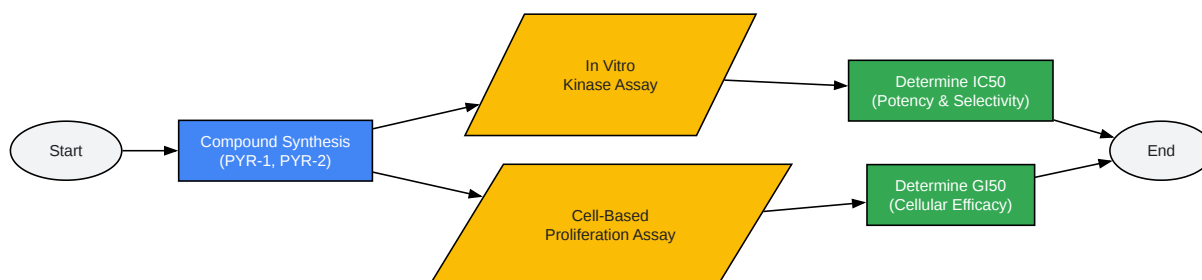 Start
Compound Synthesis
(PYR-1, PYR-2)
In Vitro
Kinase Assay
Cell-Based
Proliferation Assay
Determine IC50
(Potency & Selectivity)
Determine GI50
(Cellular Efficacy)
End